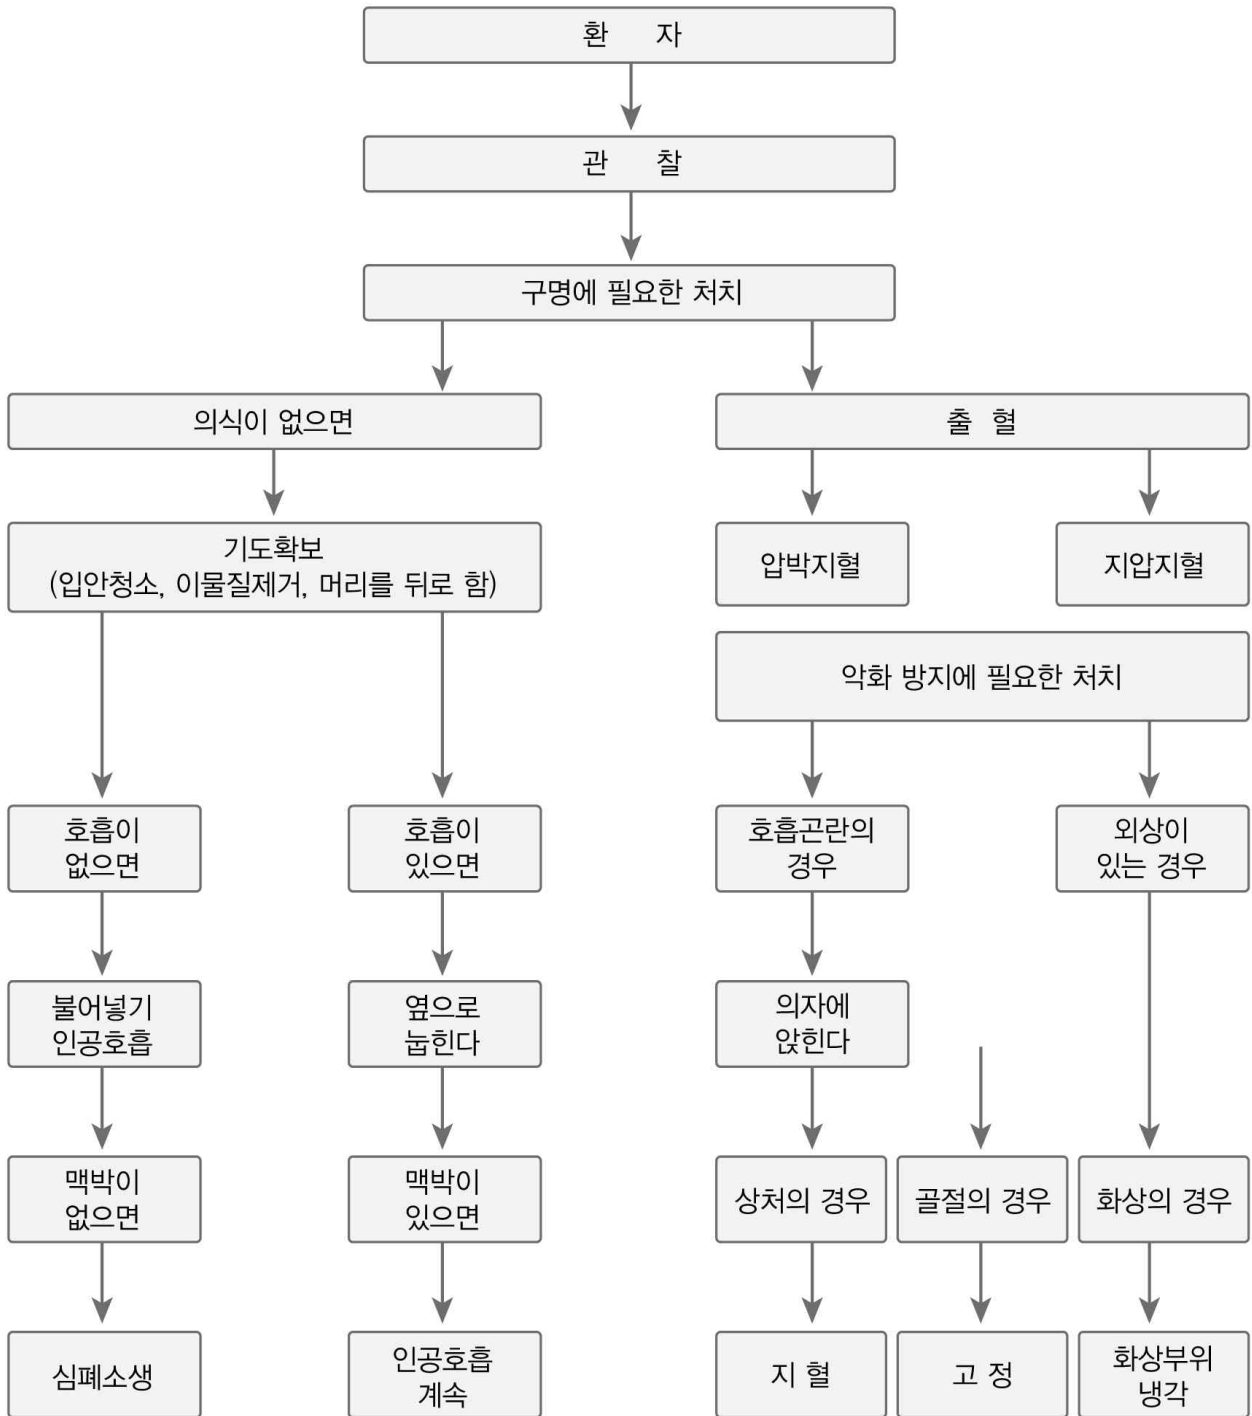 환 자
관 찰
구명에 필요한 처치
의식이 없으면
출 혈
기도확보
(입안청소, 이물질제거, 머리를 뒤로 함)
압박지혈
지압지혈
악화 방지에 필요한 처치
호흡이
없으면
호흡이
있으면
호흡곤란의
경우
외상이
있는 경우
불어넣기
인공호흡
옆으로
눕힌다
의자에
앉힌다
맥박이
없으면
맥박이
있으면
상처의 경우
골절의 경우
화상의 경우
심폐소생
인공호흡
계속
지 혈
고 정
화상부위
냉각